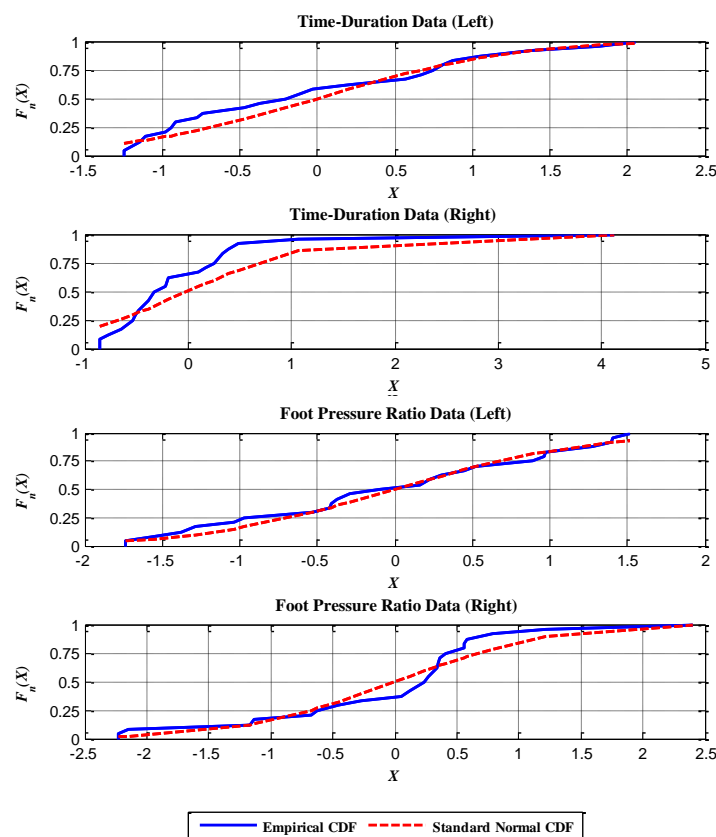 Time-Duration Data (Left)
1
0.75
0.5
0.25
0
Fn(X)
-1.5 -1 -0.5 0 0.5 1 1.5 2 2.5
X
Time-Duration Data (Right)
1
0.75
0.5
0.25
0
Fn(X)
-1 0 1 2 3 4 5
X
Foot Pressure Ratio Data (Left)
1
0.75
0.5
0.25
0
Fn(X)
-2 -1.5 -1 -0.5 0 0.5 1 1.5 2
X
Foot Pressure Ratio Data (Right)
1
0.75
0.5
0.25
0
Fn(X)
-2.5 -2 -1.5 -1 -0.5 0 0.5 1 1.5 2 2.5
X
Empirical CDF Standard Normal CDF